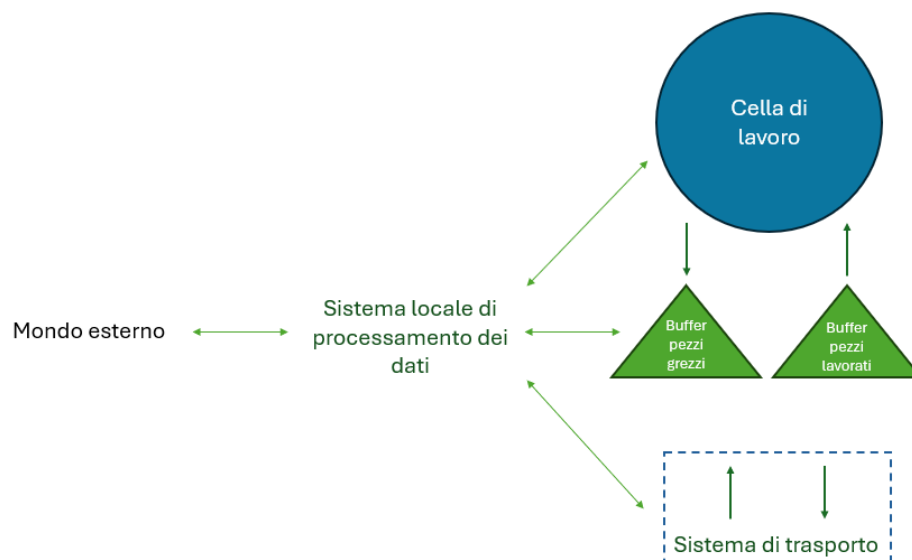 Cella di
lavoro
Mondo esterno
Sistema locale di
processamento dei
dati
Buffer
pezzi
grezzi
Buffer
pezzi
lavorati
Sistema di trasporto